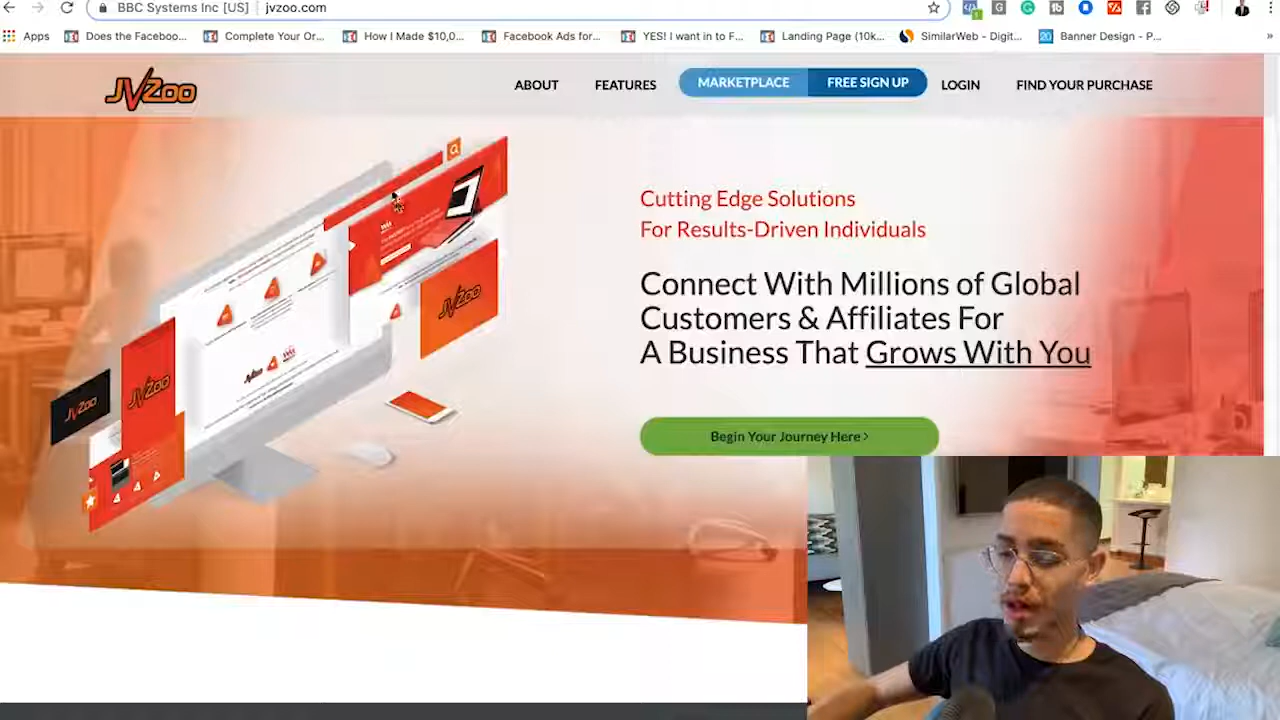 BBC Systems Inc [US]
jvzoo.com
Apps
Does the Faceboo...
Complete Your Or...
How I Made $10,0...
Facebook Ads for...
YES! I want in to F...
Landing Page (10k...
SimilarWeb - Digit...
Banner Design - P...
»
JVZoo
ABOUT
FEATURES
MARKETPLACE
FREE SIGN UP
LOGIN
FIND YOUR PURCHASE
Cutting Edge Solutions
For Results-Driven Individuals
Connect With Millions of Global
Customers & Affiliates For
A Business That Grows With You
Begin Your Journey Here >
JVZoo
JVZoo
JVZoo